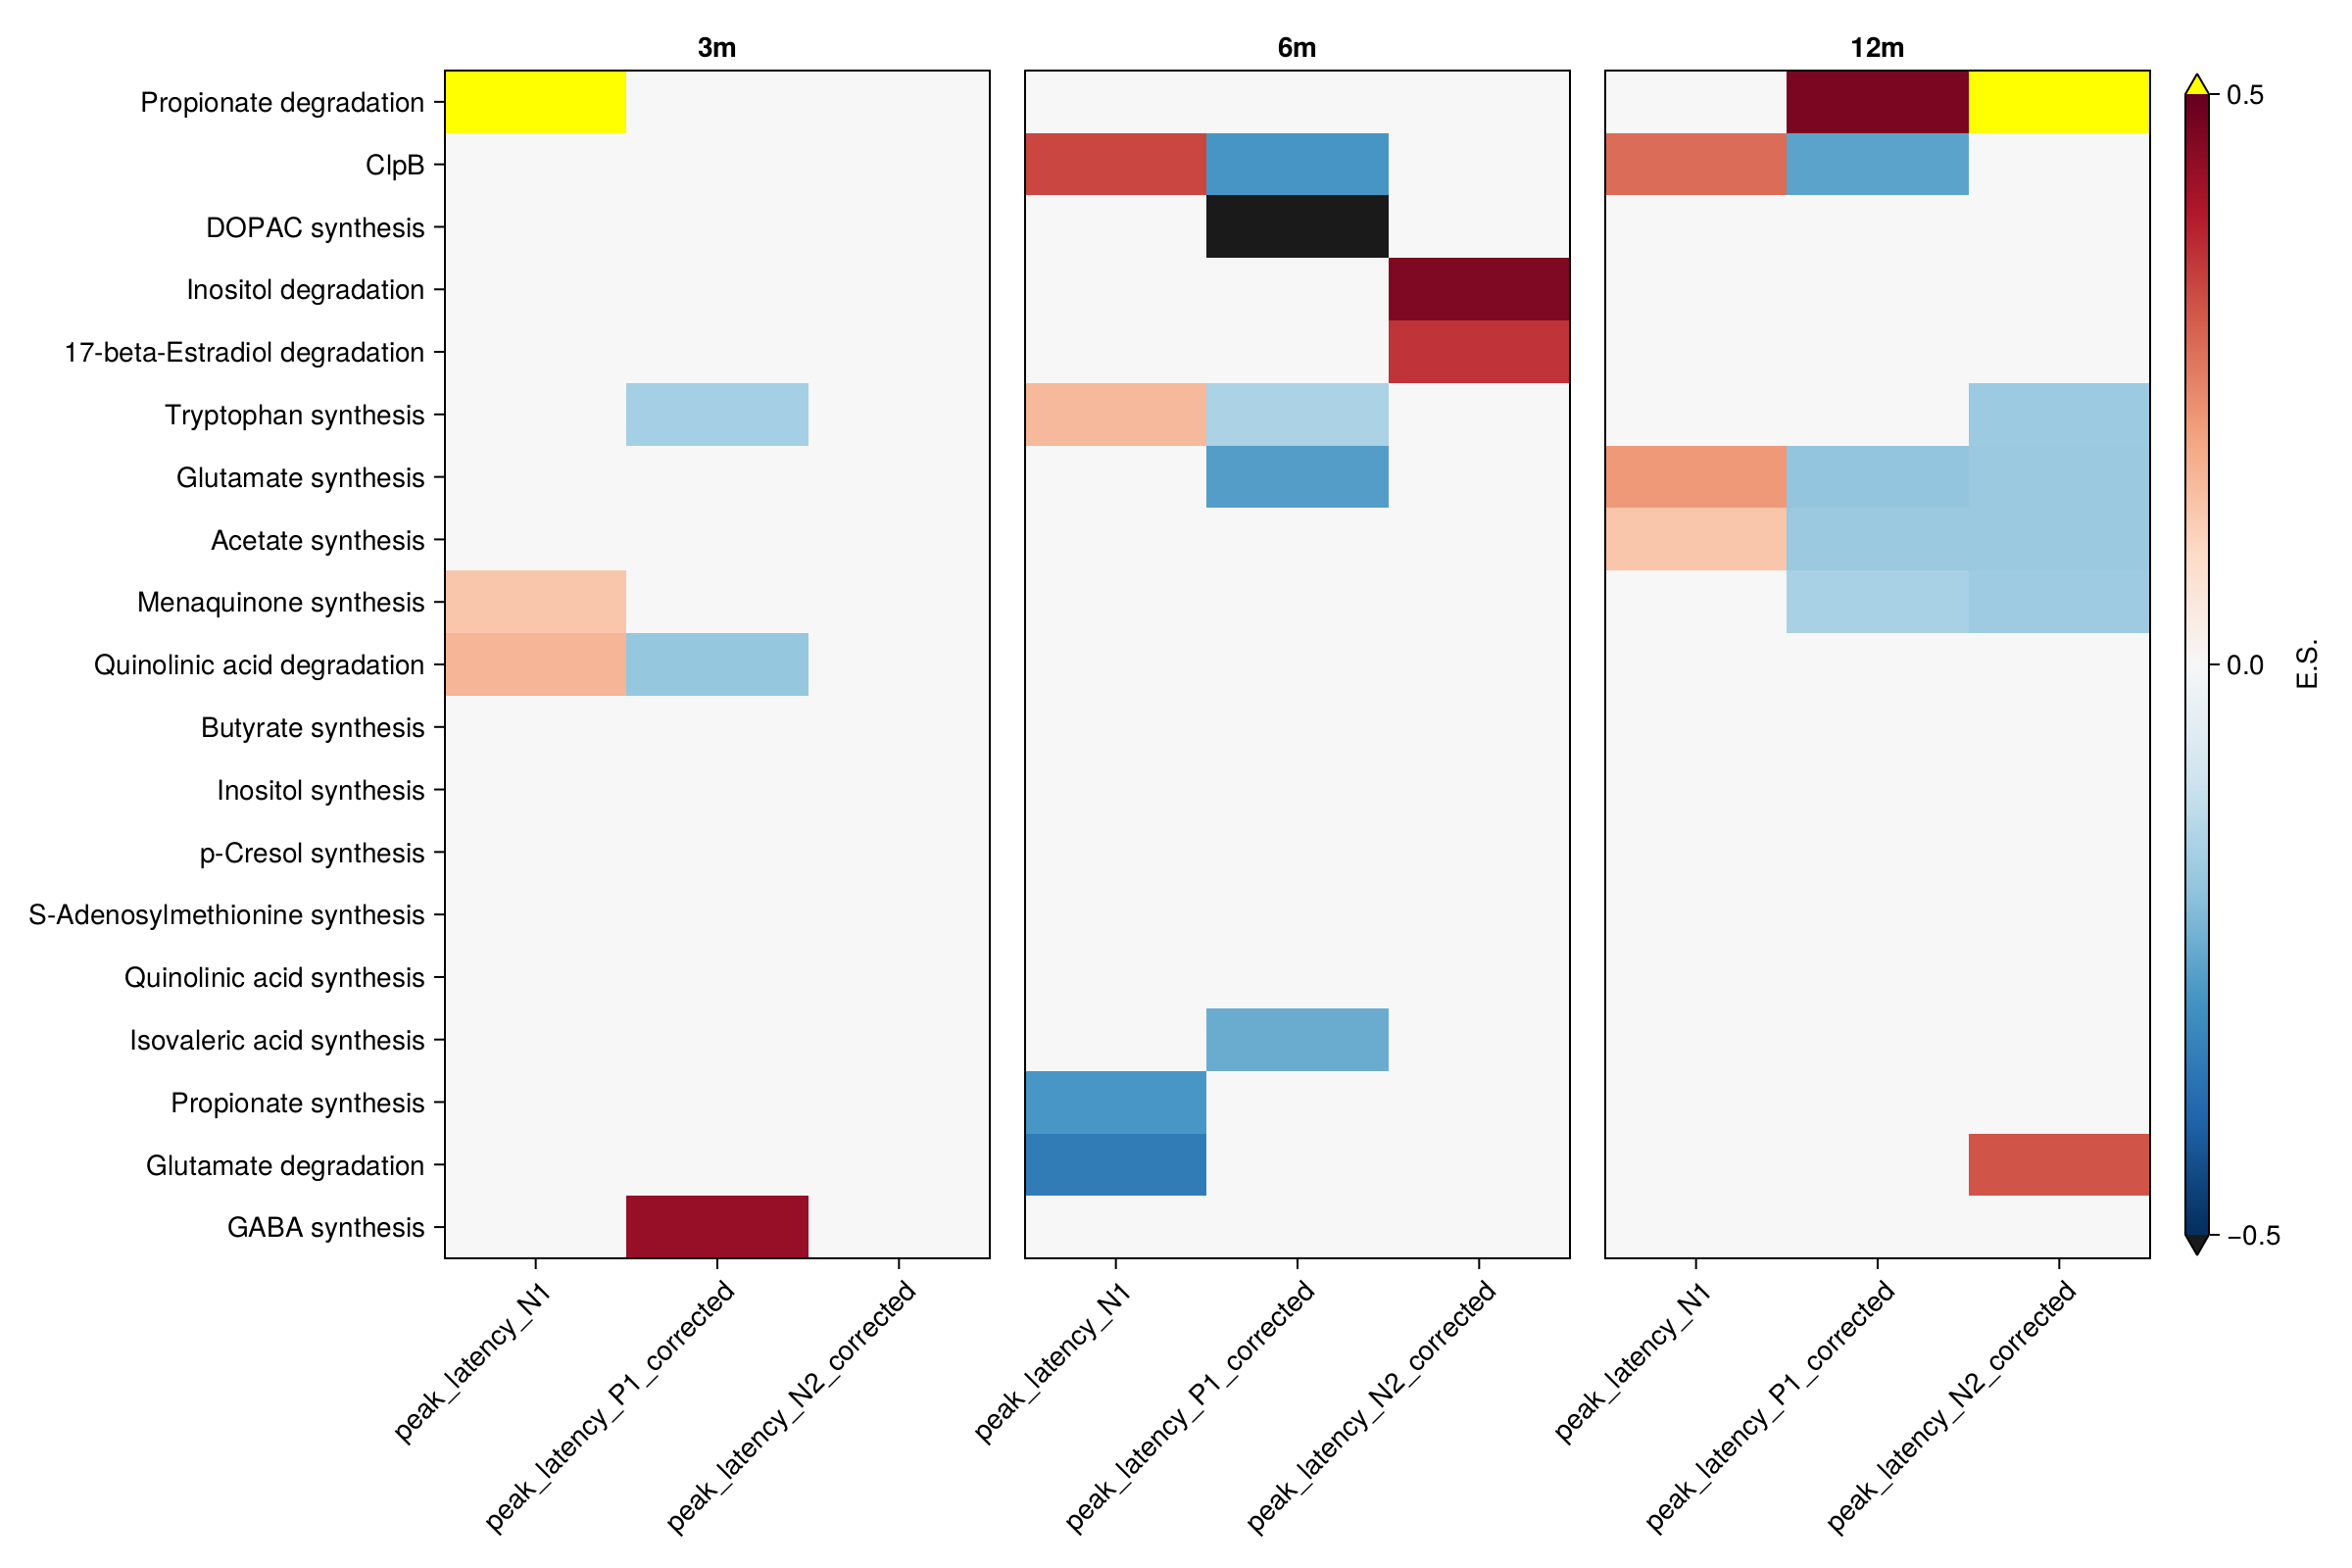 3m
6m
12m
Propionate degradation
ClpB
DOPAC synthesis
Inositol degradation
17-beta-Estradiol degradation
Tryptophan synthesis
Glutamate synthesis
Acetate synthesis
Menaquinone synthesis
Quinolinic acid degradation
Butyrate synthesis
Inositol synthesis
p-Cresol synthesis
S-Adenosylmethionine synthesis
Quinolinic acid synthesis
Isovaleric acid synthesis
Propionate synthesis
Glutamate degradation
GABA synthesis
peak_latency_N1
peak_latency_P1_corrected
peak_latency_N2_corrected
peak_latency_N1
peak_latency_P1_corrected
peak_latency_N2_corrected
peak_latency_N1
peak_latency_P1_corrected
peak_latency_N2_corrected
0.5
0.0
−0.5
E.S.